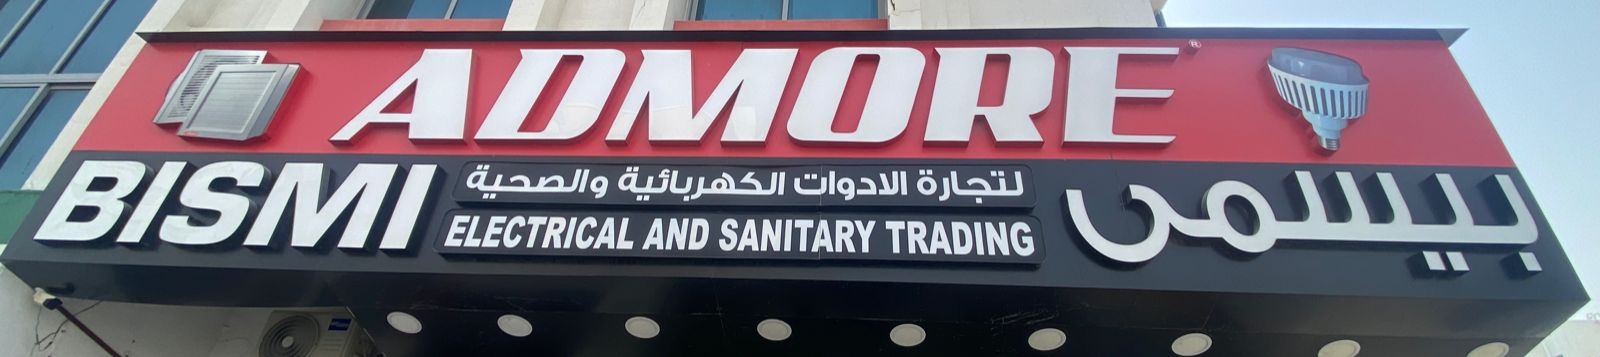 ADMORE®
BISMI
لتجارة الادوات الكهربائية والصحية
ELECTRICAL AND SANITARY TRADING
بيسمى